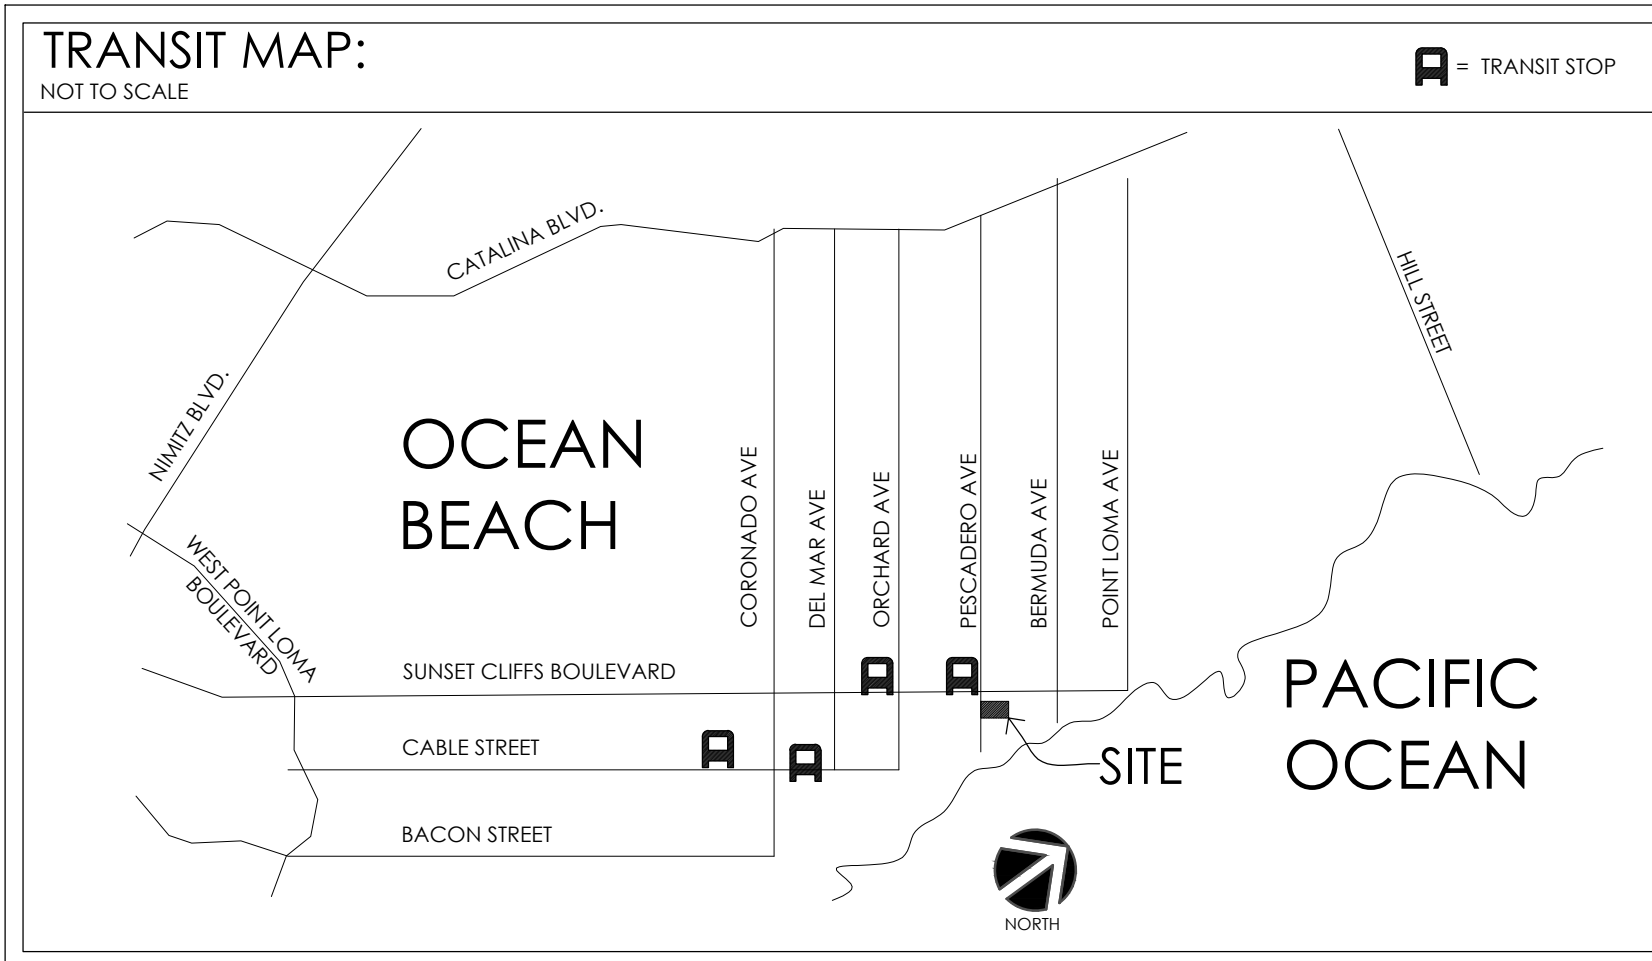 TRANSIT MAP:
NOT TO SCALE
= TRANSIT STOP
CATALINA BLVD.
HILL STREET
NIMITZ BLVD.
OCEAN
BEACH
CORONADO AVE
DEL MAR AVE
ORCHARD AVE
PESCADERO AVE
BERMUDA AVE
POINT LOMA AVE
WEST POINT LOMA
BOULEVARD
SUNSET CLIFFS BOULEVARD
PACIFIC
OCEAN
CABLE STREET
SITE
BACON STREET
NORTH